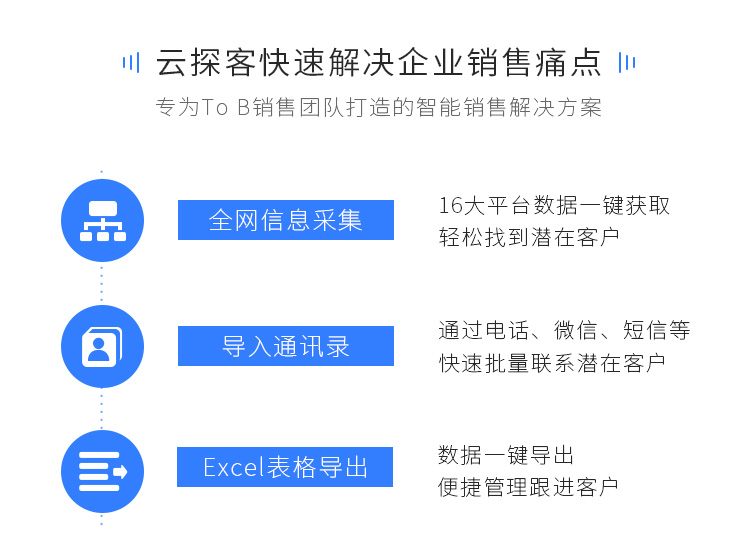 云探客快速解决企业销售痛点
专为To B销售团队打造的智能销售解决方案
全网信息采集
16大平台数据一键获取
轻松找到潜在客户
导入通讯录
通过电话、微信、短信等
快速批量联系潜在客户
Excel表格导出
数据一键导出
便捷管理跟进客户